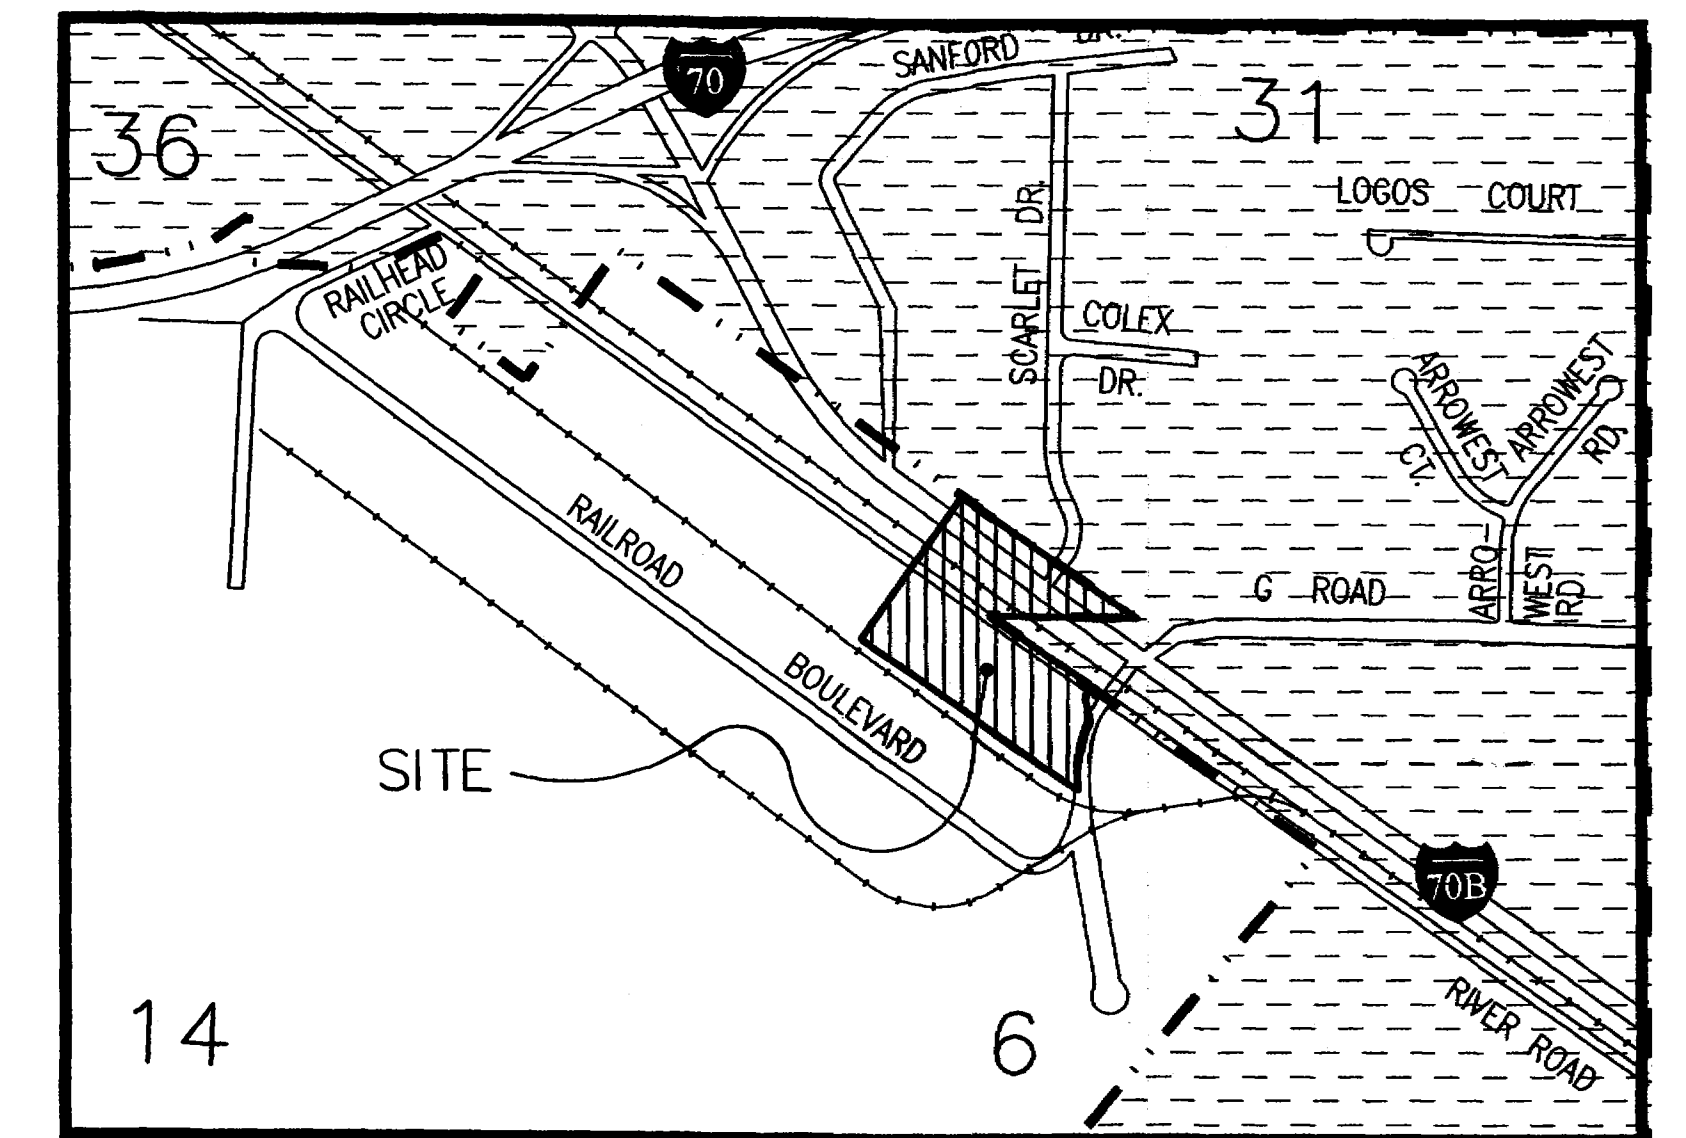 SANFORD DR.
70
31
36
LOGOS COURT
SCARLET DR.
RAILHEAD
CIRCLE
COLEX
DR.
ARROWEST
CT.
ARROWEST
RD.
RAILROAD
G ROAD
ARRO-
WEST
RD.
BOULEVARD
SITE
70B
RIVER ROAD
14
6